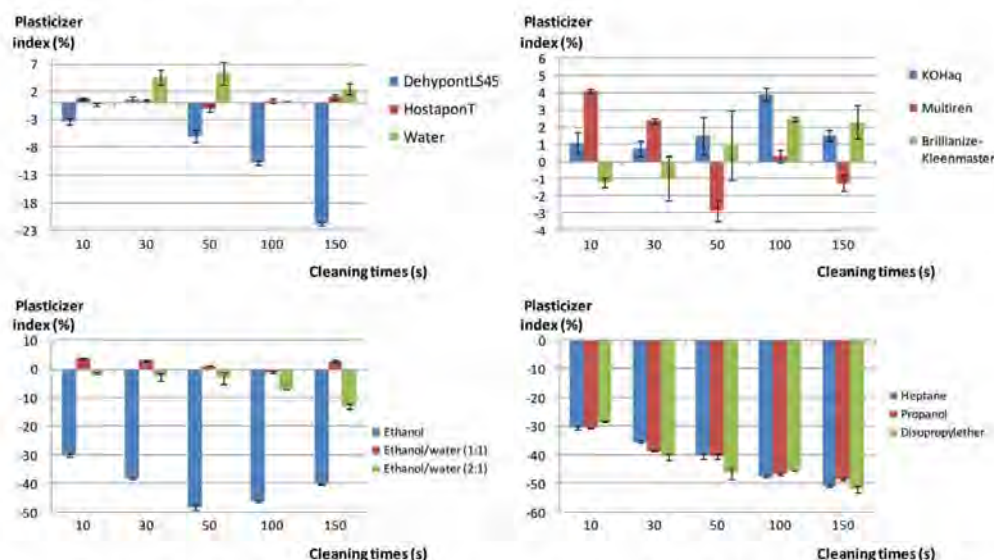 Plasticizer
index (%)
7
2
-3
-8
-13
-18
-23
10 30 50 100 150
Cleaning times (s)
DehypontLS45
HostaponT
Water
Plasticizer
index (%)
6
5
4
3
2
1
0
-1
-2
-3
-4
10 30 50 100 150
Cleaning times (s)
KOHaq
Multiren
Brillianize-
Kleenmaster
Plasticizer
index (%)
10
0
-10
-20
-30
-40
-50
10 30 50 100 150
Cleaning times (s)
Ethanol
Ethanol/water (1:1)
Ethanol/water (2:1)
Plasticizer
index (%)
0
-10
-20
-30
-40
-50
-60
10 30 50 100 150
Cleaning times (s)
Heptane
Propanol
Disopropylether